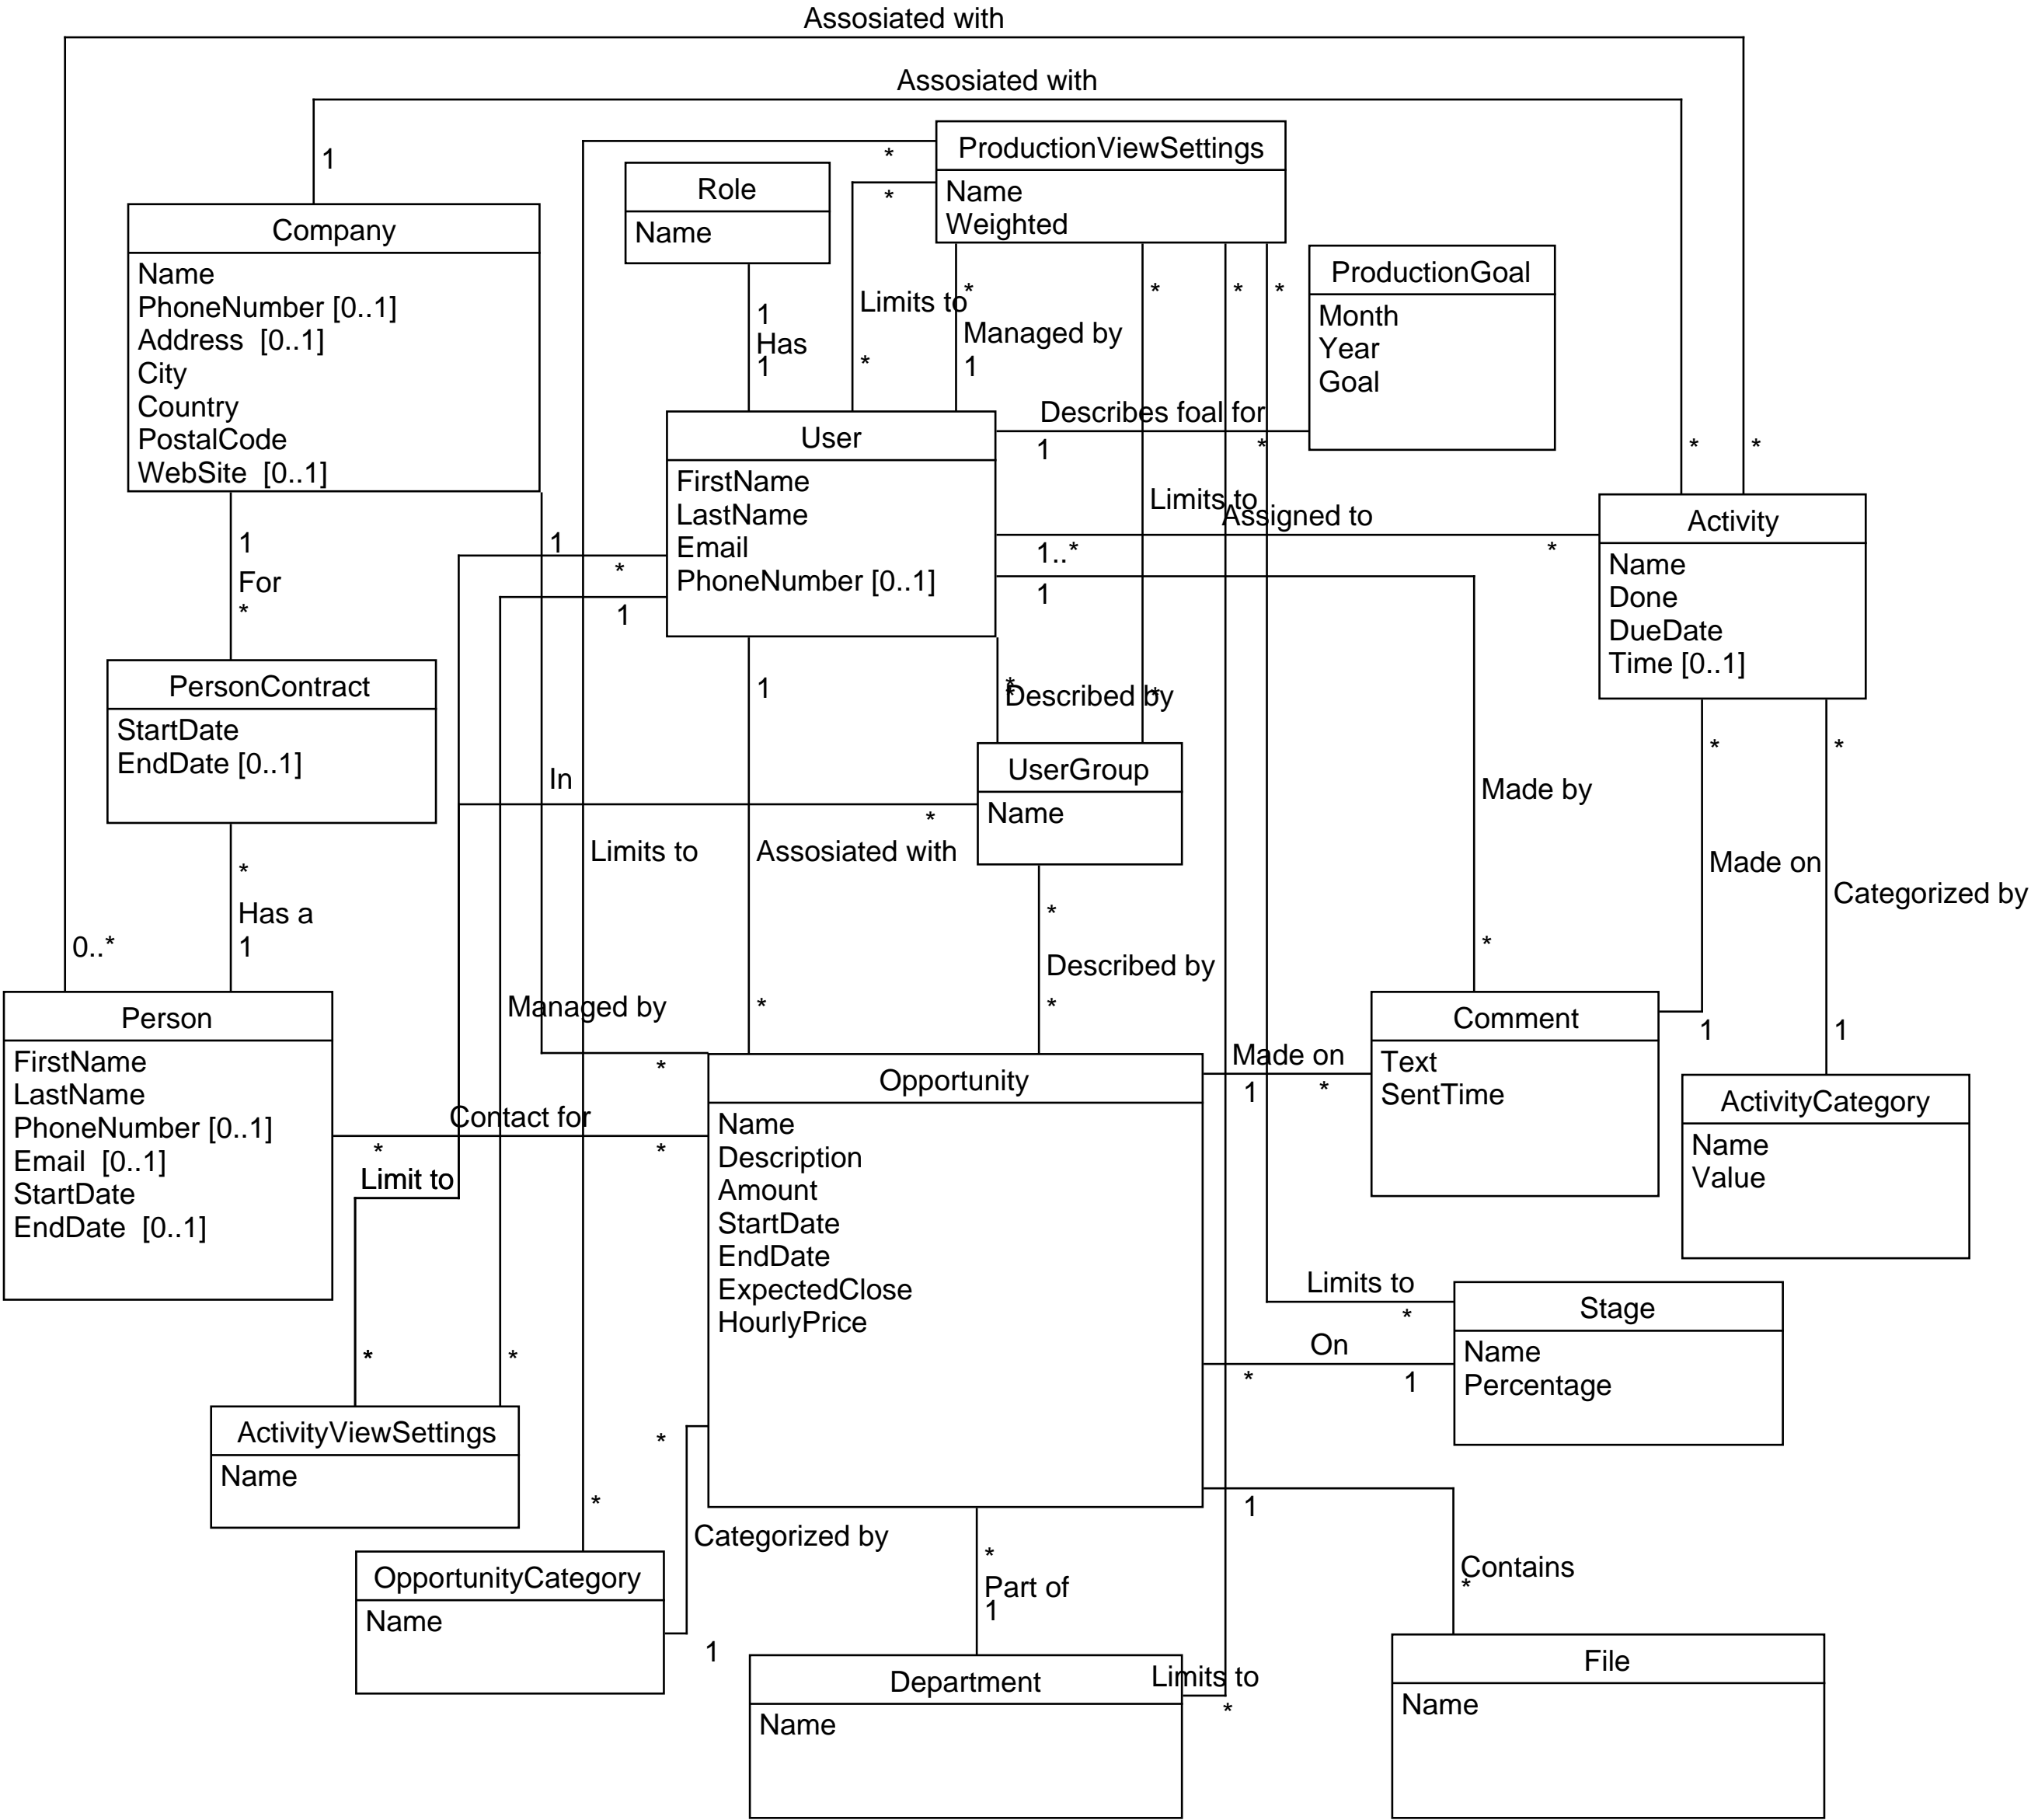 Assosiated with
Assosiated with
1
ProductionViewSettings
Name
Weighted
*
*
Role
Name
Company
Name
PhoneNumber [0..1]
Address  [0..1]
City
Country
PostalCode
WebSite  [0..1]
ProductionGoal
Month
Year
Goal
1
Has
1
Limits to
*
*
Managed by
1
*
*
*
Describes foal for
1
*
*
*
User
FirstName
LastName
Email
PhoneNumber [0..1]
Limits to
Assigned to
1..*
*
1
Activity
Name
Done
DueDate
Time [0..1]
1
For
*
1
*
1
PersonContract
StartDate
EndDate [0..1]
1
*
*
Described by
*
*
*
In
UserGroup
Name
*
Made by
Made on
Categorized by
Limits to
Assosiated with
*
Has a
1
0..*
*
Described by
*
*
*
Managed by
*
Person
FirstName
LastName
PhoneNumber [0..1]
Email  [0..1]
StartDate
EndDate  [0..1]
Contact for
*
*
Limit to
Opportunity
Name
Description
Amount
StartDate
EndDate
ExpectedClose
HourlyPrice
Made on
1
*
Comment
Text
SentTime
1
1
ActivityCategory
Name
Value
Limits to
*
Stage
Name
Percentage
On
*
1
*
*
ActivityViewSettings
Name
*
*
Categorized by
1
OpportunityCategory
Name
1
Contains
*
*
Part of
1
Department
Name
Limits to
*
File
Name